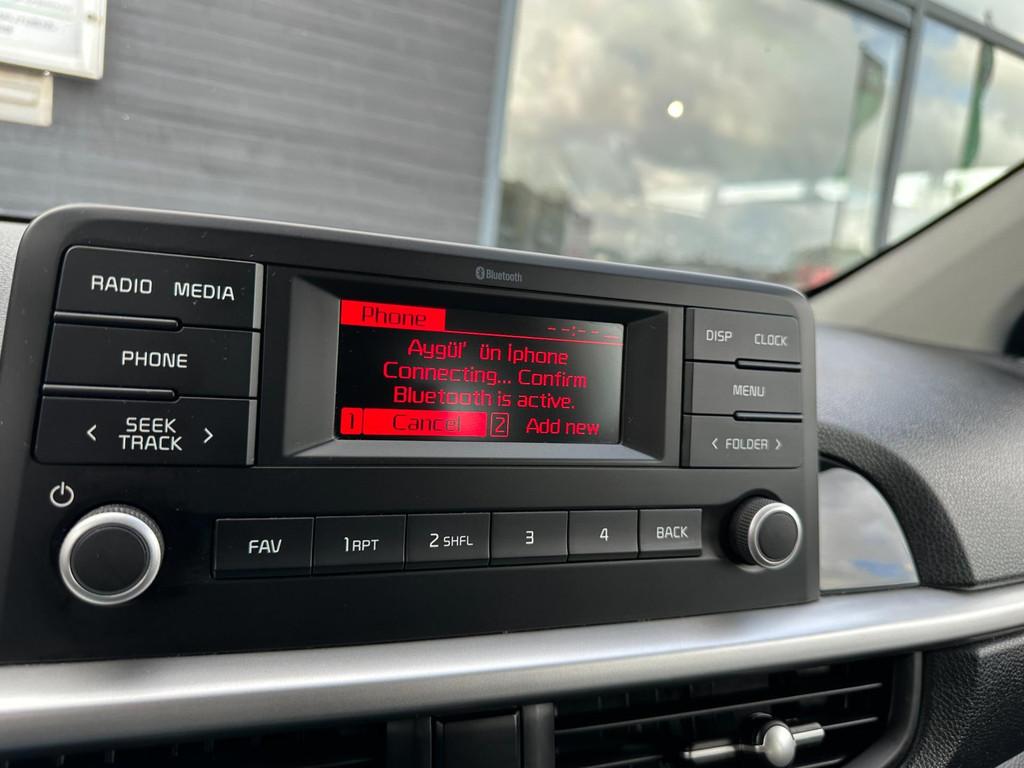 Bluetooth
RADIO MEDIA
PHONE
SEEK
TRACK
Phone --:--
Aygül' ün iphone
Connecting... Confirm
Bluetooth is active.
1 Cancel 2 Add new
DISP CLOCK
MENU
FOLDER
FAV 1 RPT 2 SHFL 3 4 BACK